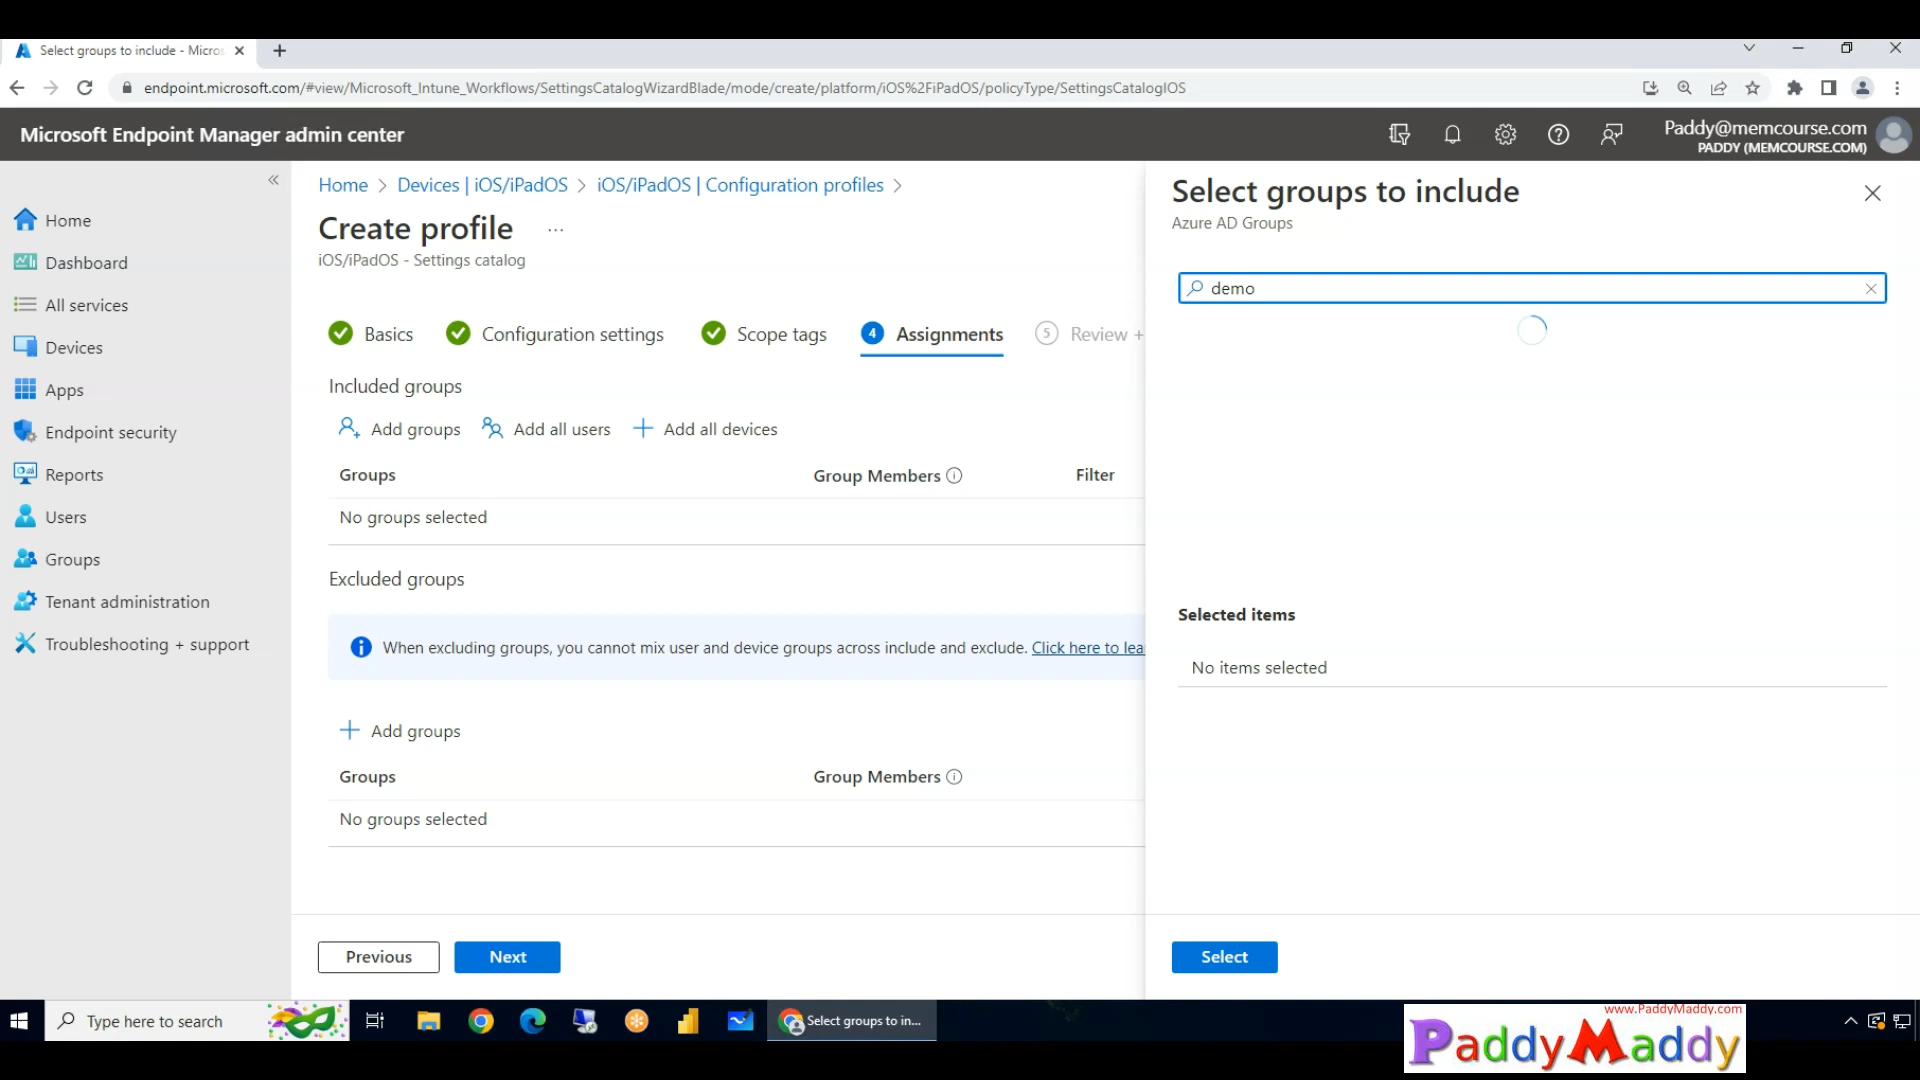 Select groups to include - Micros
endpoint.microsoft.com/#view/Microsoft_Intune_Workflows/SettingsCatalogWizardBlade/mode/create/platform/iOS%2FiPadOS/policyType/SettingsCatalogIOS
Microsoft Endpoint Manager admin center
Paddy@memcourse.com
PADDY (MEMCOURSE.COM)
Home
Dashboard
All services
Devices
Apps
Endpoint security
Reports
Users
Groups
Tenant administration
Troubleshooting + support
Home > Devices | iOS/iPadOS > iOS/iPadOS | Configuration profiles >
Create profile ...
iOS/iPadOS - Settings catalog
Basics Configuration settings Scope tags 4 Assignments 5 Review +
Included groups
Add groups Add all users Add all devices
Groups Group Members Filter
No groups selected
Excluded groups
When excluding groups, you cannot mix user and device groups across include and exclude. Click here to lea
Add groups
Groups Group Members
No groups selected
Previous Next
Select groups to include
Azure AD Groups
demo
Selected items
No items selected
Select
Type here to search
Select groups to in...
www.PaddyMaddy.com
PaddyMaddy